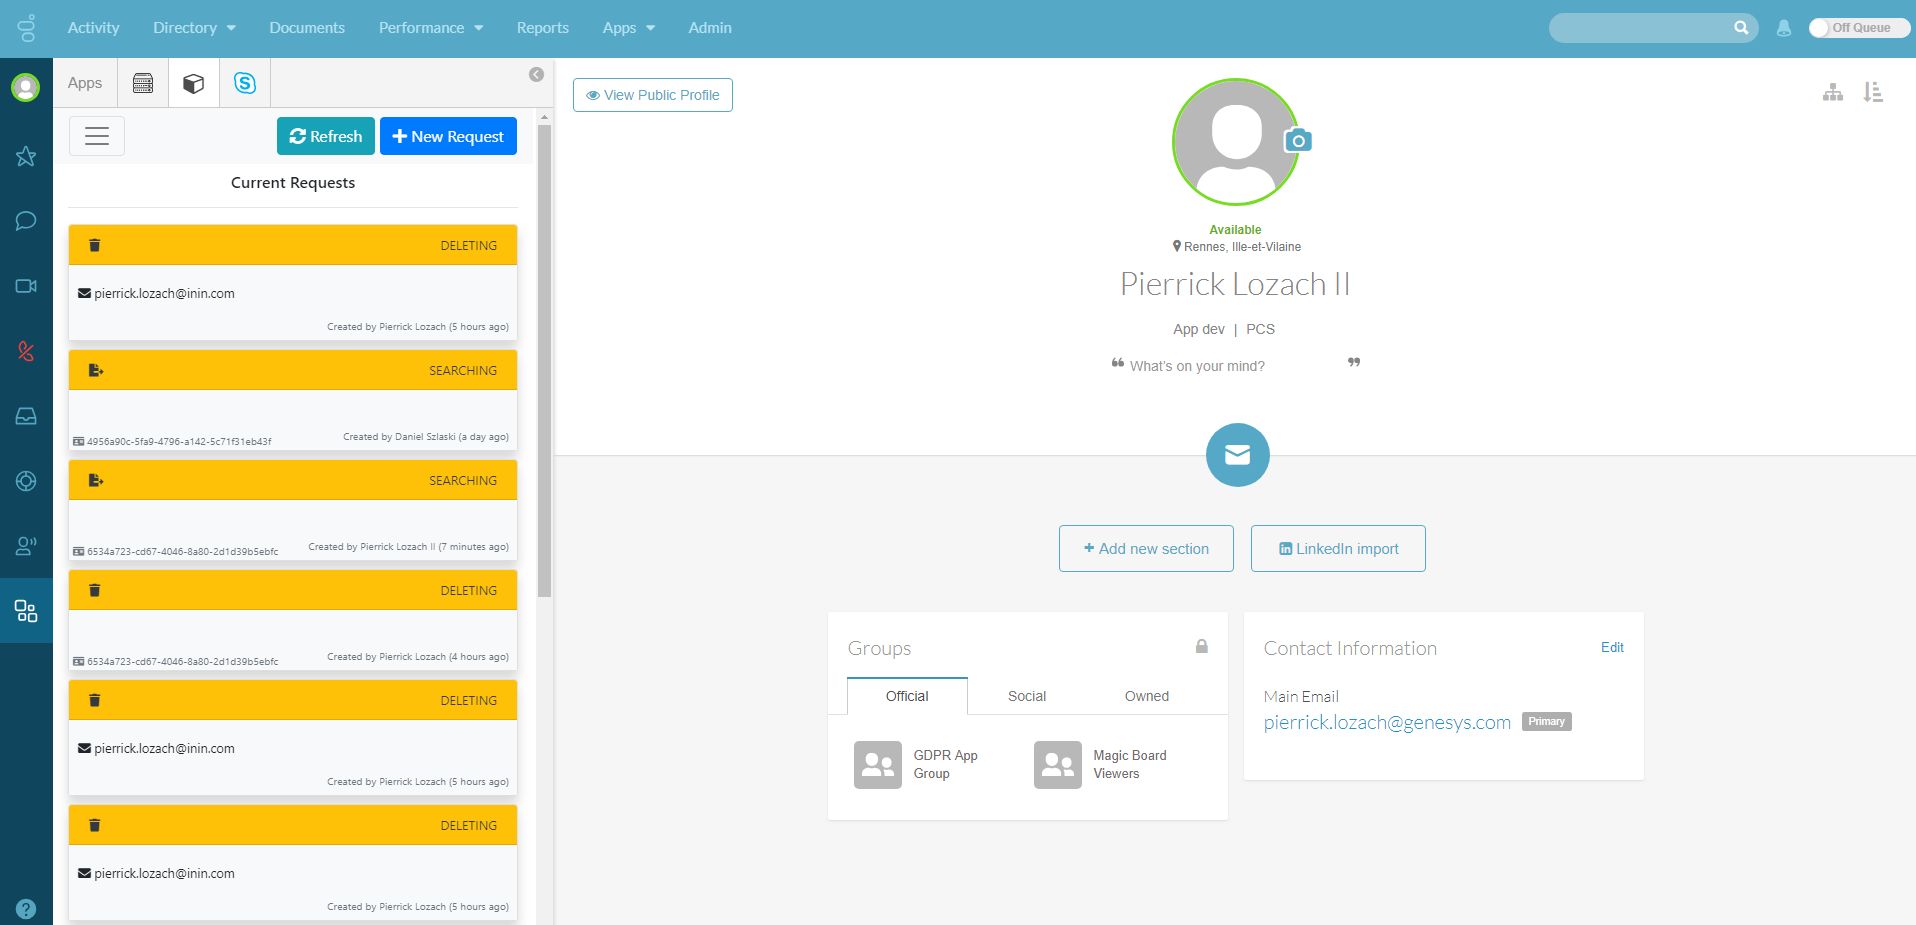 Activity
Directory
Documents
Performance
Reports
Apps
Admin
Off Queue
Apps
Refresh
New Request
Current Requests
DELETING
pierrick.lozach@inin.com
Created by Pierrick Lozach (5 hours ago)
SEARCHING
4956a90c-5fa9-4796-a142-5c71f31eb43f
Created by Daniel Szlaski (a day ago)
SEARCHING
6534a723-cd67-4046-8a80-2d1d39b5ebfc
Created by Pierrick Lozach II (7 minutes ago)
DELETING
6534a723-cd67-4046-8a80-2d1d39b5ebfc
Created by Pierrick Lozach (4 hours ago)
DELETING
pierrick.lozach@inin.com
Created by Pierrick Lozach (5 hours ago)
DELETING
pierrick.lozach@inin.com
Created by Pierrick Lozach (5 hours ago)
View Public Profile
Available
Rennes, Ille-et-Vilaine
Pierrick Lozach II
App dev | PCS
❝ What's on your mind? ❞
+ Add new section
LinkedIn import
Groups
Official
Social
Owned
GDPR App
Group
Magic Board
Viewers
Contact Information
Edit
Main Email
pierrick.lozach@genesys.com
Primary